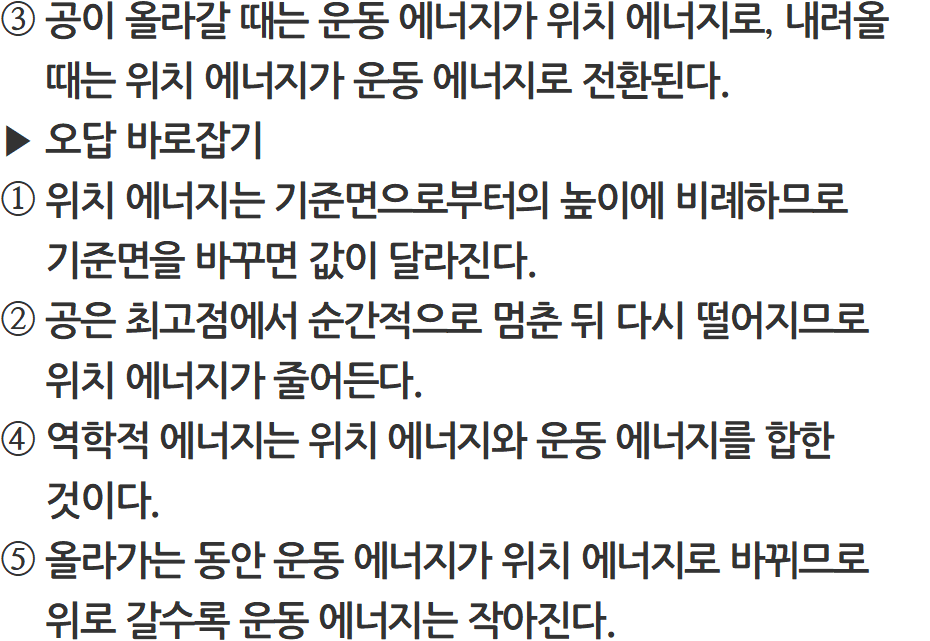 ③ 공이 올라갈 때는 운동 에너지가 위치 에너지로, 내려올
때는 위치 에너지가 운동 에너지로 전환된다.
▶ 오답 바로잡기
① 위치 에너지는 기준면으로부터의 높이에 비례하므로
기준면을 바꾸면 값이 달라진다.
② 공은 최고점에서 순간적으로 멈춘 뒤 다시 떨어지므로
위치 에너지가 줄어든다.
④ 역학적 에너지는 위치 에너지와 운동 에너지를 합한
것이다.
⑤ 올라가는 동안 운동 에너지가 위치 에너지로 바뀌므로
위로 갈수록 운동 에너지는 작아진다.